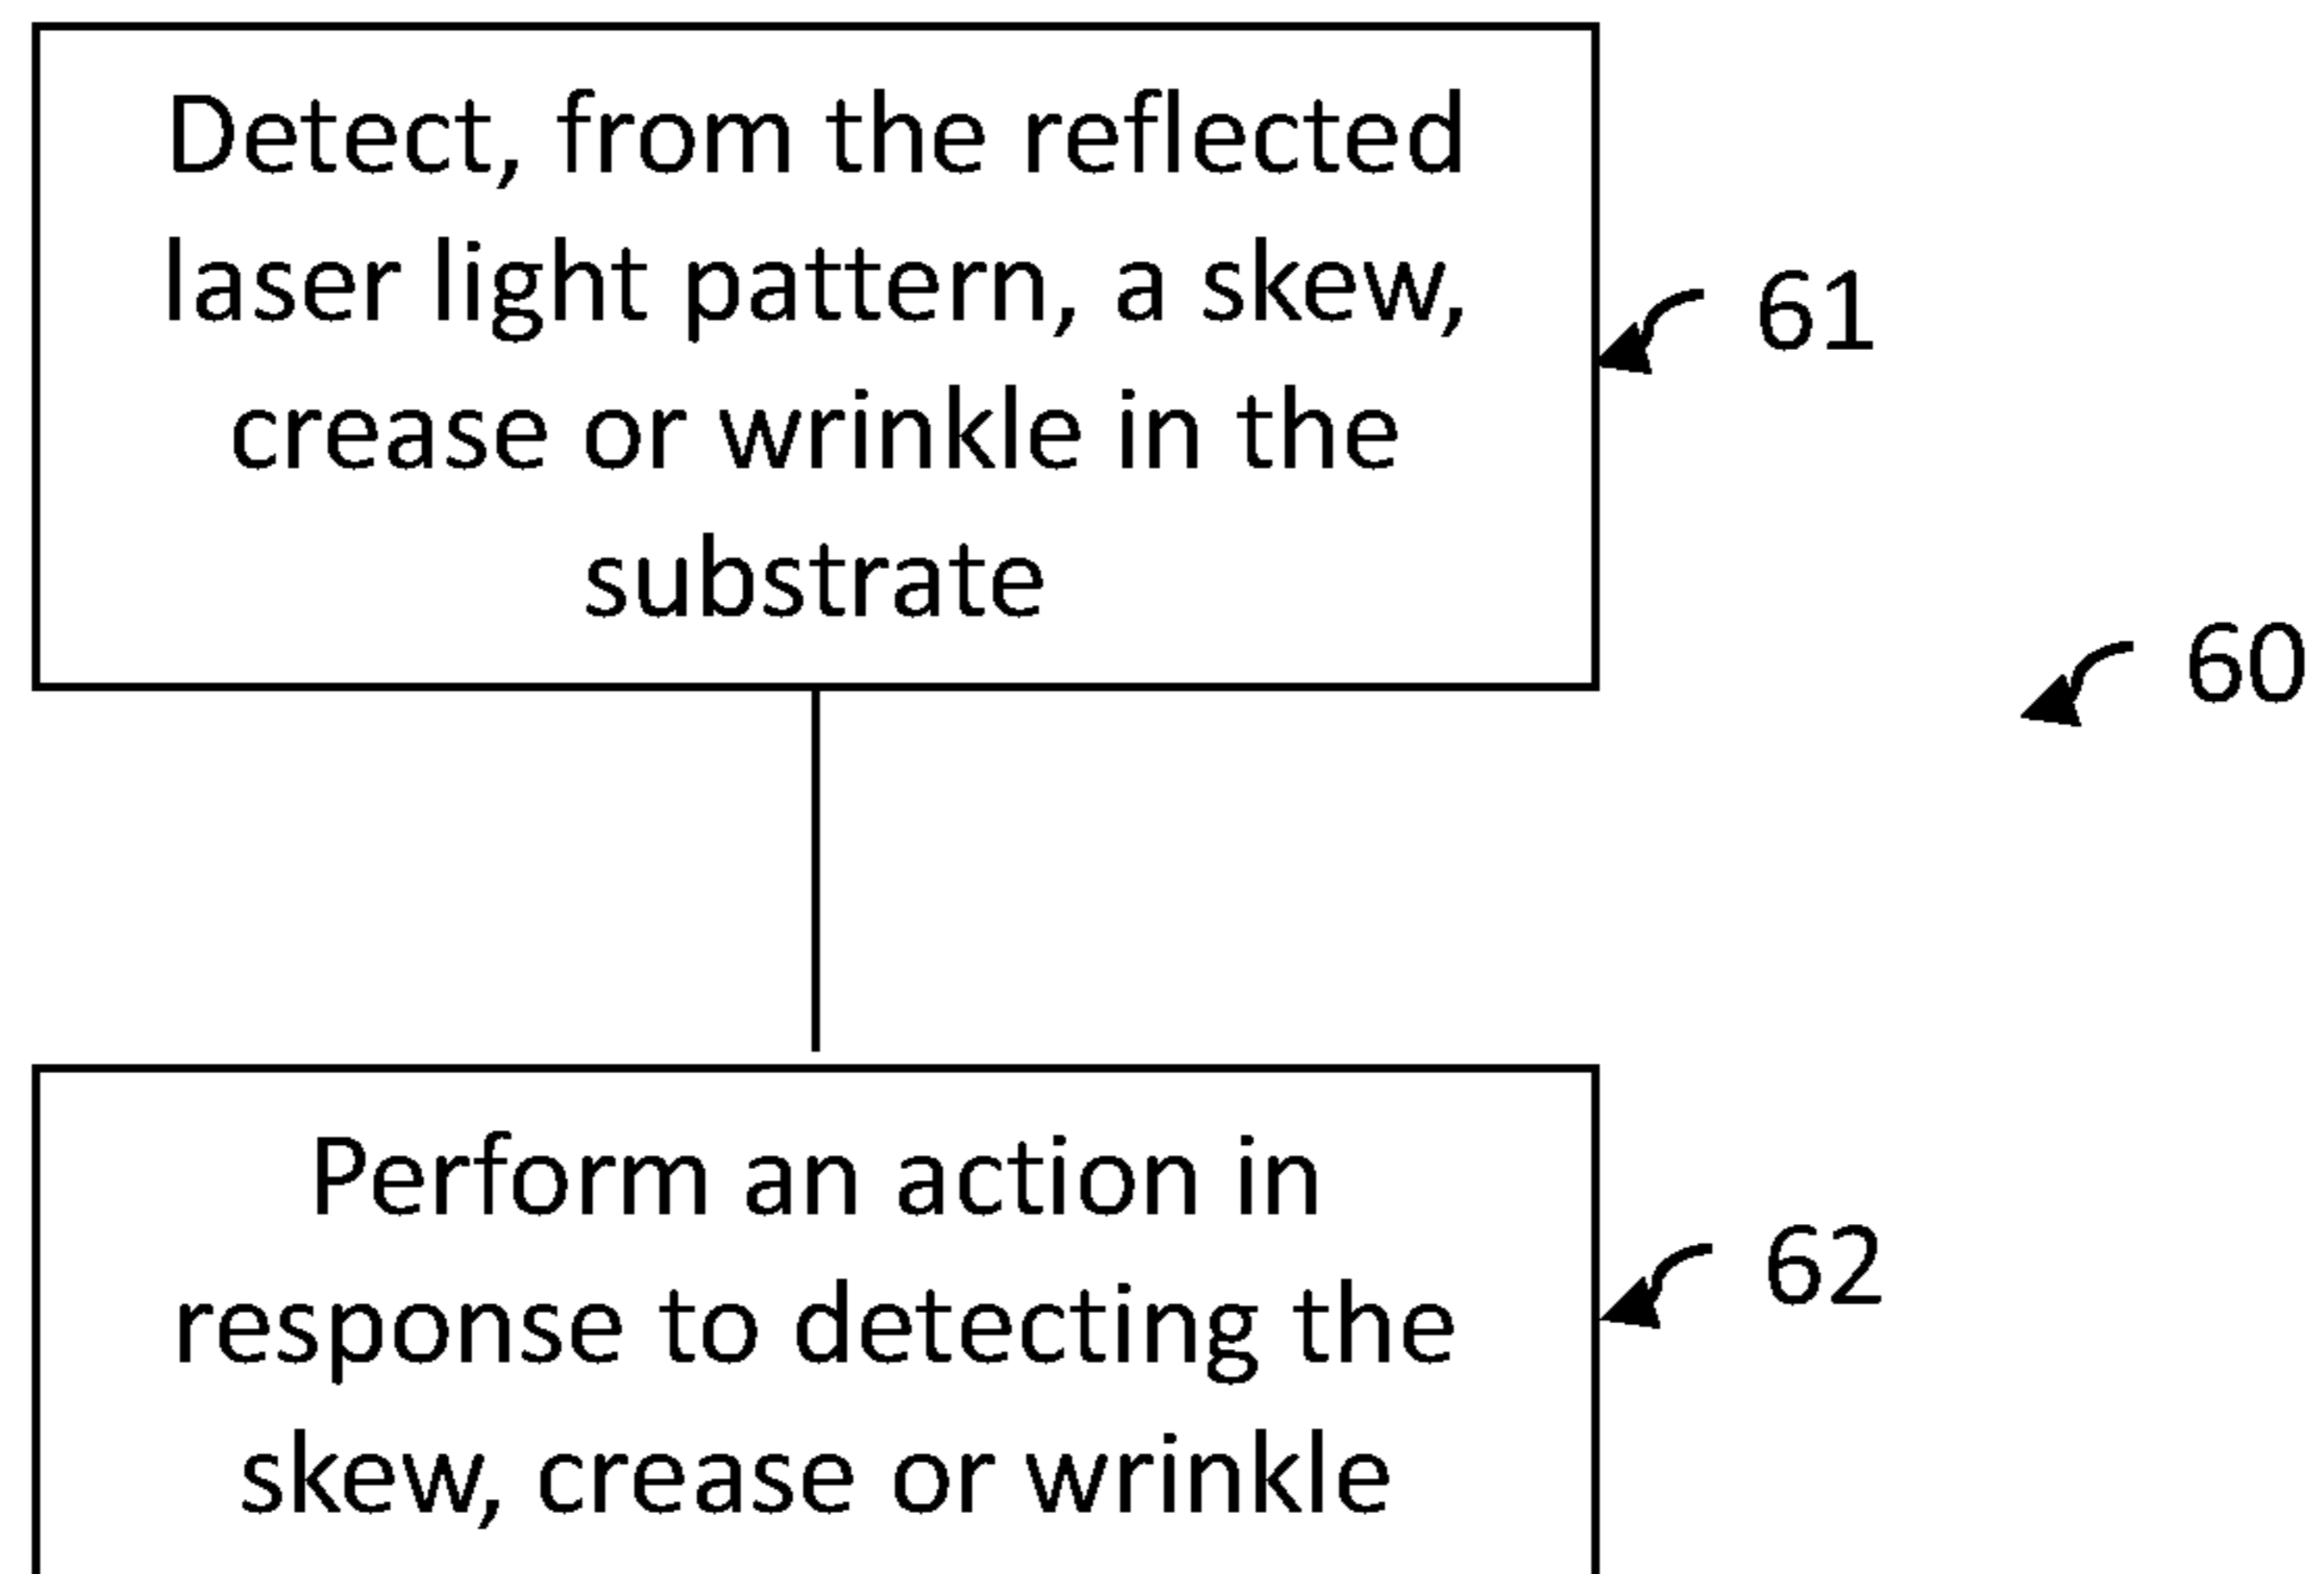 Detect, from the reflected
laser light pattern, a skew,
crease or wrinkle in the
substrate
61
60
Perform an action in
response to detecting the
skew, crease or wrinkle
62